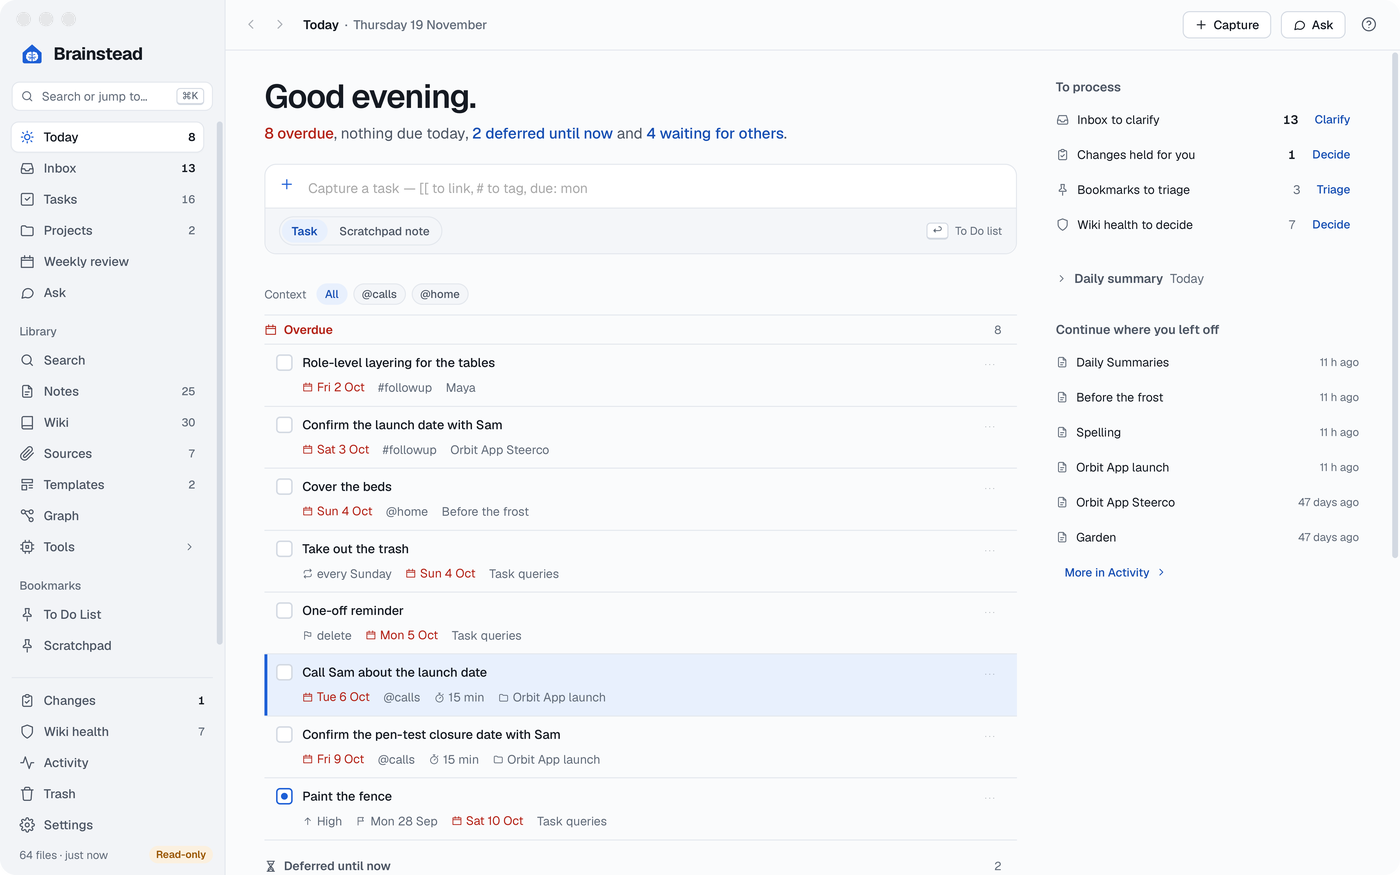 Brainstead
Search or jump to... ⌘K
Today 8
Inbox 13
Tasks 16
Projects 2
Weekly review
Ask
Library
Search
Notes 25
Wiki 30
Sources 7
Templates 2
Graph
Tools
Bookmarks
To Do List
Scratchpad
Changes 1
Wiki health 7
Activity
Trash
Settings
64 files · just now Read-only
Today · Thursday 19 November
Capture Ask
Good evening.
8 overdue, nothing due today, 2 deferred until now and 4 waiting for others.
Capture a task — [[ to link, # to tag, due: mon
Task Scratchpad note To Do list
Context All @calls @home
Overdue 8
Role-level layering for the tables
Fri 2 Oct #followup Maya
Confirm the launch date with Sam
Sat 3 Oct #followup Orbit App Steerco
Cover the beds
Sun 4 Oct @home Before the frost
Take out the trash
every Sunday Sun 4 Oct Task queries
One-off reminder
delete Mon 5 Oct Task queries
Call Sam about the launch date
Tue 6 Oct @calls 15 min Orbit App launch
Confirm the pen-test closure date with Sam
Fri 9 Oct @calls 15 min Orbit App launch
Paint the fence
High Mon 28 Sep Sat 10 Oct Task queries
Deferred until now 2
To process
Inbox to clarify 13 Clarify
Changes held for you 1 Decide
Bookmarks to triage 3 Triage
Wiki health to decide 7 Decide
Daily summary Today
Continue where you left off
Daily Summaries 11 h ago
Before the frost 11 h ago
Spelling 11 h ago
Orbit App launch 11 h ago
Orbit App Steerco 47 days ago
Garden 47 days ago
More in Activity